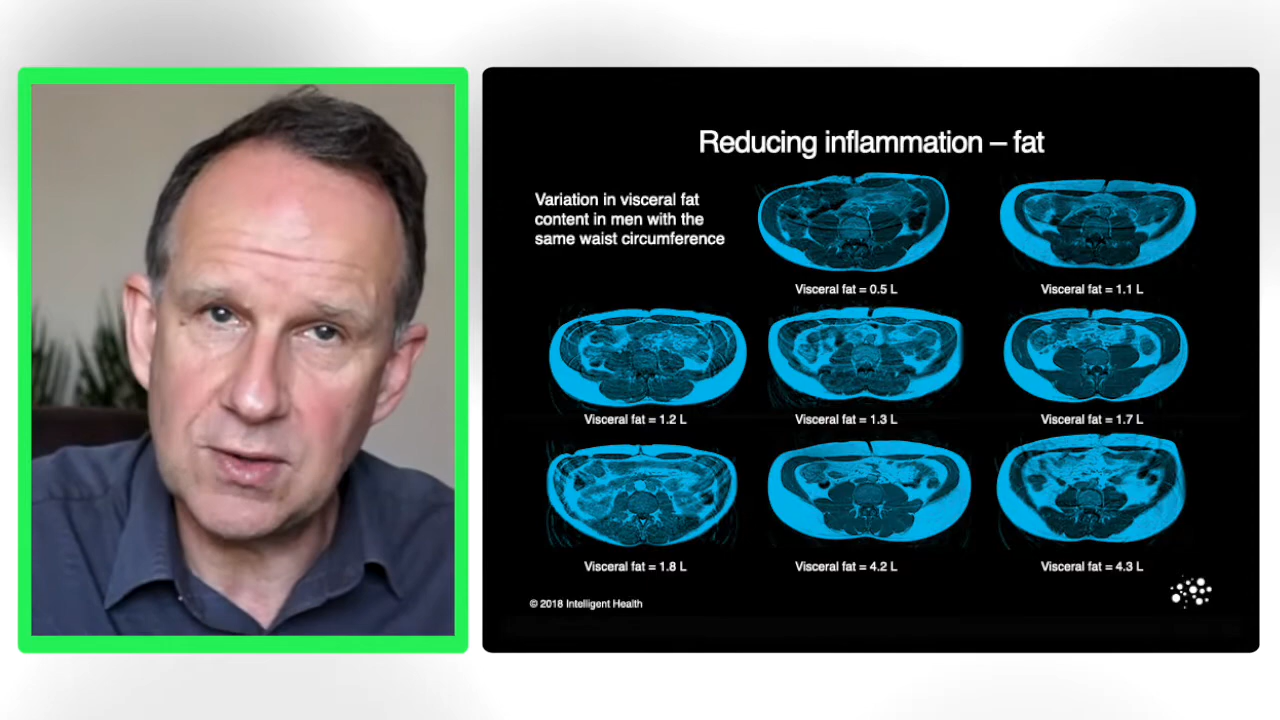 Reducing inflammation – fat
Variation in visceral fat
content in men with the
same waist circumference
Visceral fat = 0.5 L
Visceral fat = 1.1 L
Visceral fat = 1.2 L
Visceral fat = 1.3 L
Visceral fat = 1.7 L
Visceral fat = 1.8 L
Visceral fat = 4.2 L
Visceral fat = 4.3 L
© 2018 Intelligent Health